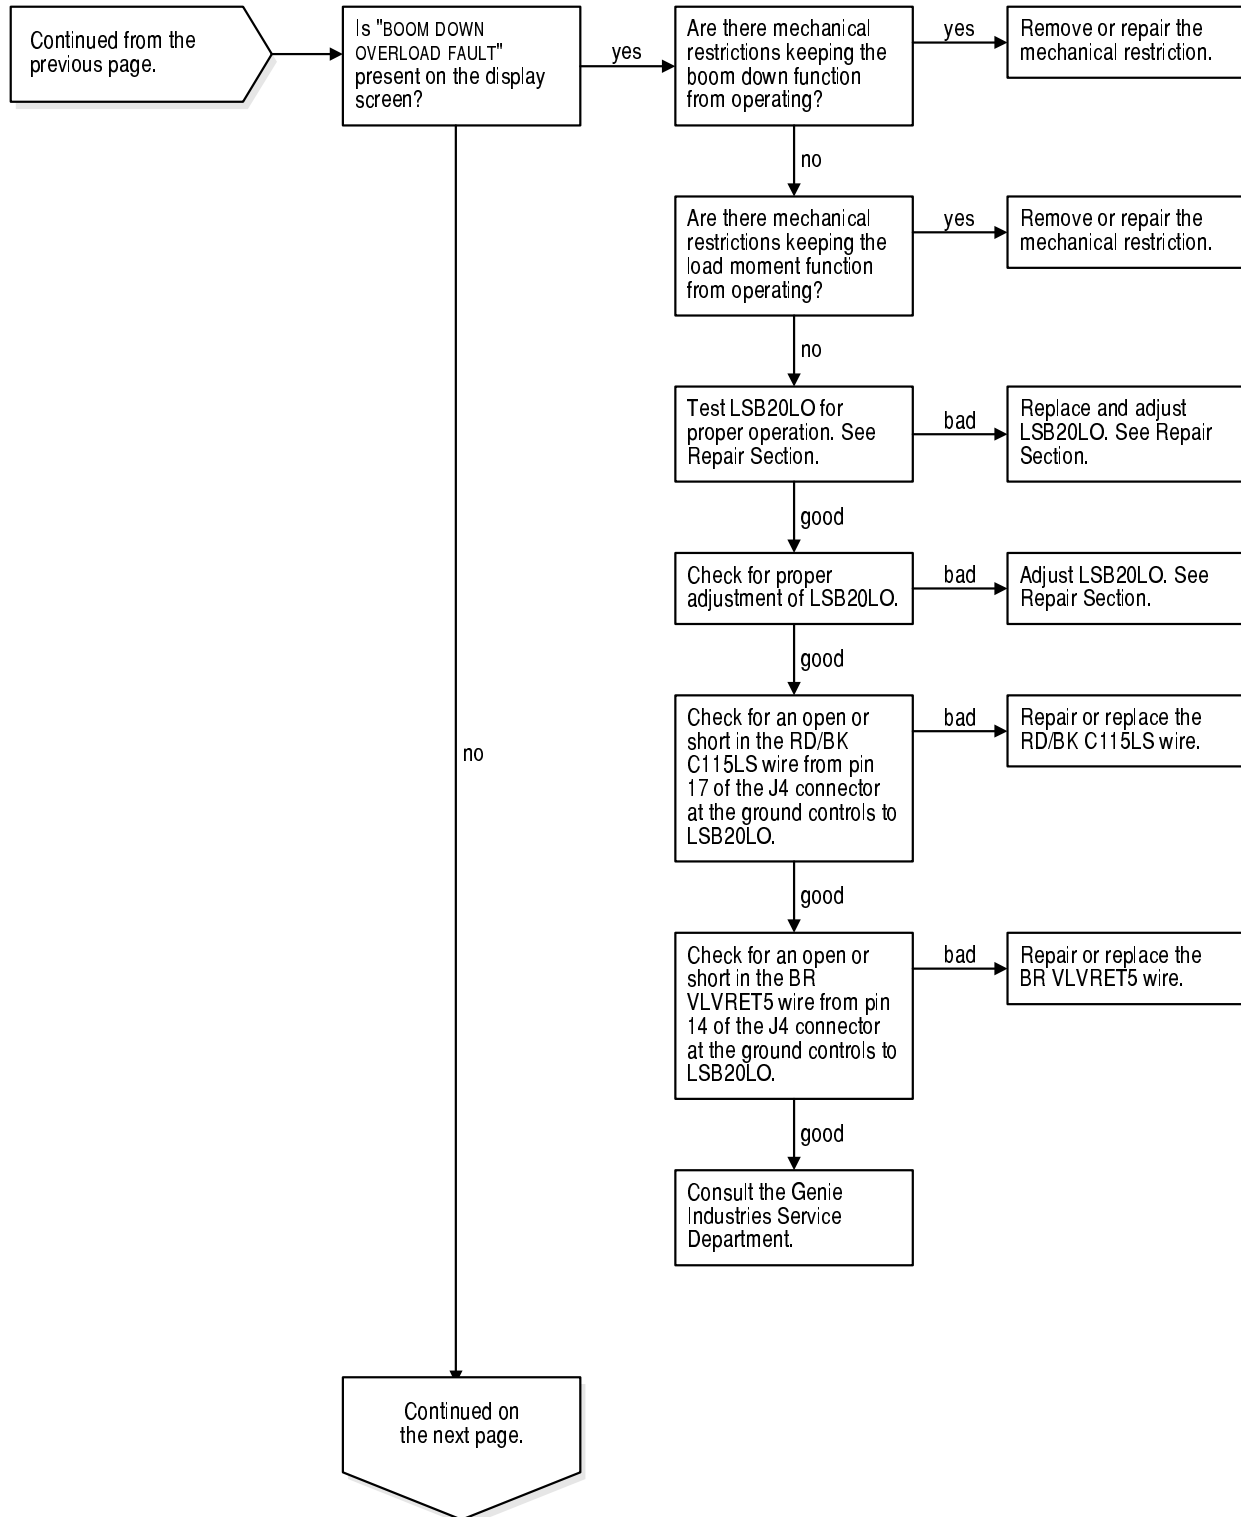 Continued from the
previous page.
Is "BOOM DOWN
OVERLOAD FAULT"
present on the display
screen?
yes
Are there mechanical
restrictions keeping the
boom down function
from operating?
yes
Remove or repair the
mechanical restriction.
no
Are there mechanical
restrictions keeping the
load moment function
from operating?
yes
Remove or repair the
mechanical restriction.
no
Test LSB20LO for
proper operation. See
Repair Section.
bad
Replace and adjust
LSB20LO. See Repair
Section.
good
Check for proper
adjustment of LSB20LO.
bad
Adjust LSB20LO. See
Repair Section.
good
Check for an open or
short in the RD/BK
C115LS wire from pin
17 of the J4 connector
at the ground controls to
LSB20LO.
bad
Repair or replace the
RD/BK C115LS wire.
no
good
Check for an open or
short in the BR
VLVRET5 wire from pin
14 of the J4 connector
at the ground controls to
LSB20LO.
bad
Repair or replace the
BR VLVRET5 wire.
good
Consult the Genie
Industries Service
Department.
Continued on
the next page.